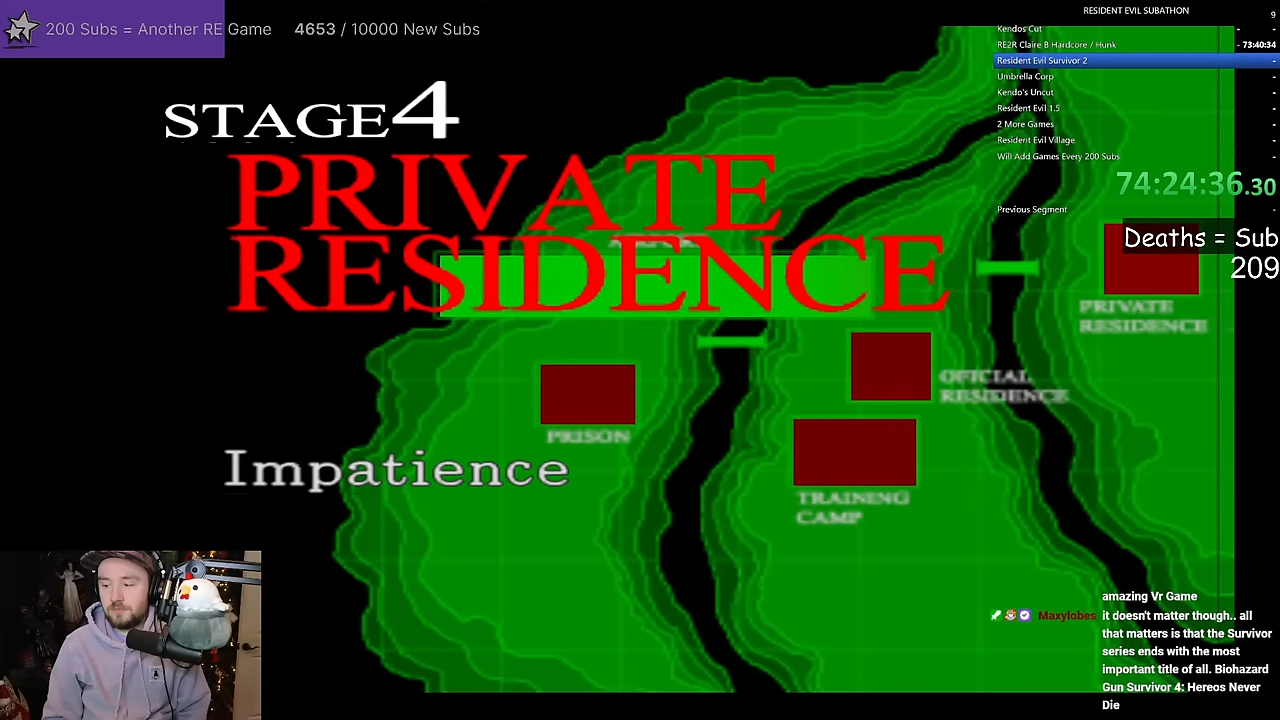 200 Subs = Another RE Game 4653 / 10000 New Subs
RESIDENT EVIL SUBATHON
9
Kendos Cut -
RE2R Claire B Hardcore / Hunk - 73:40:34
Resident Evil Survivor 2 -
Umbrella Corp -
Kendo's Uncut -
Resident Evil 1.5 -
2 More Games -
Resident Evil Village -
Will Add Games Every 200 Subs -
74:24:36.30
Previous Segment -
Deaths = Sub
209
STAGE4
PRIVATE
RESIDENCE
PRIVATE
RESIDENCE
OFICIAL
RESIDENCE
PRISON
TRAINING
CAMP
Impatience
amazing Vr Game
Maxylobes it doesn't matter though.. all
that matters is that the Survivor
series ends with the most
important title of all. Biohazard
Gun Survivor 4: Hereos Never
Die